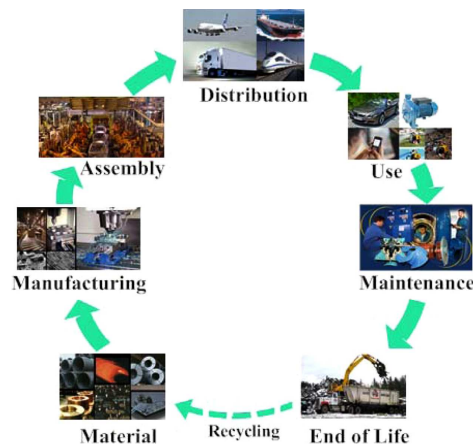 Distribution
Assembly
Use
Manufacturing
Maintenance
Material
Recycling
End of Life